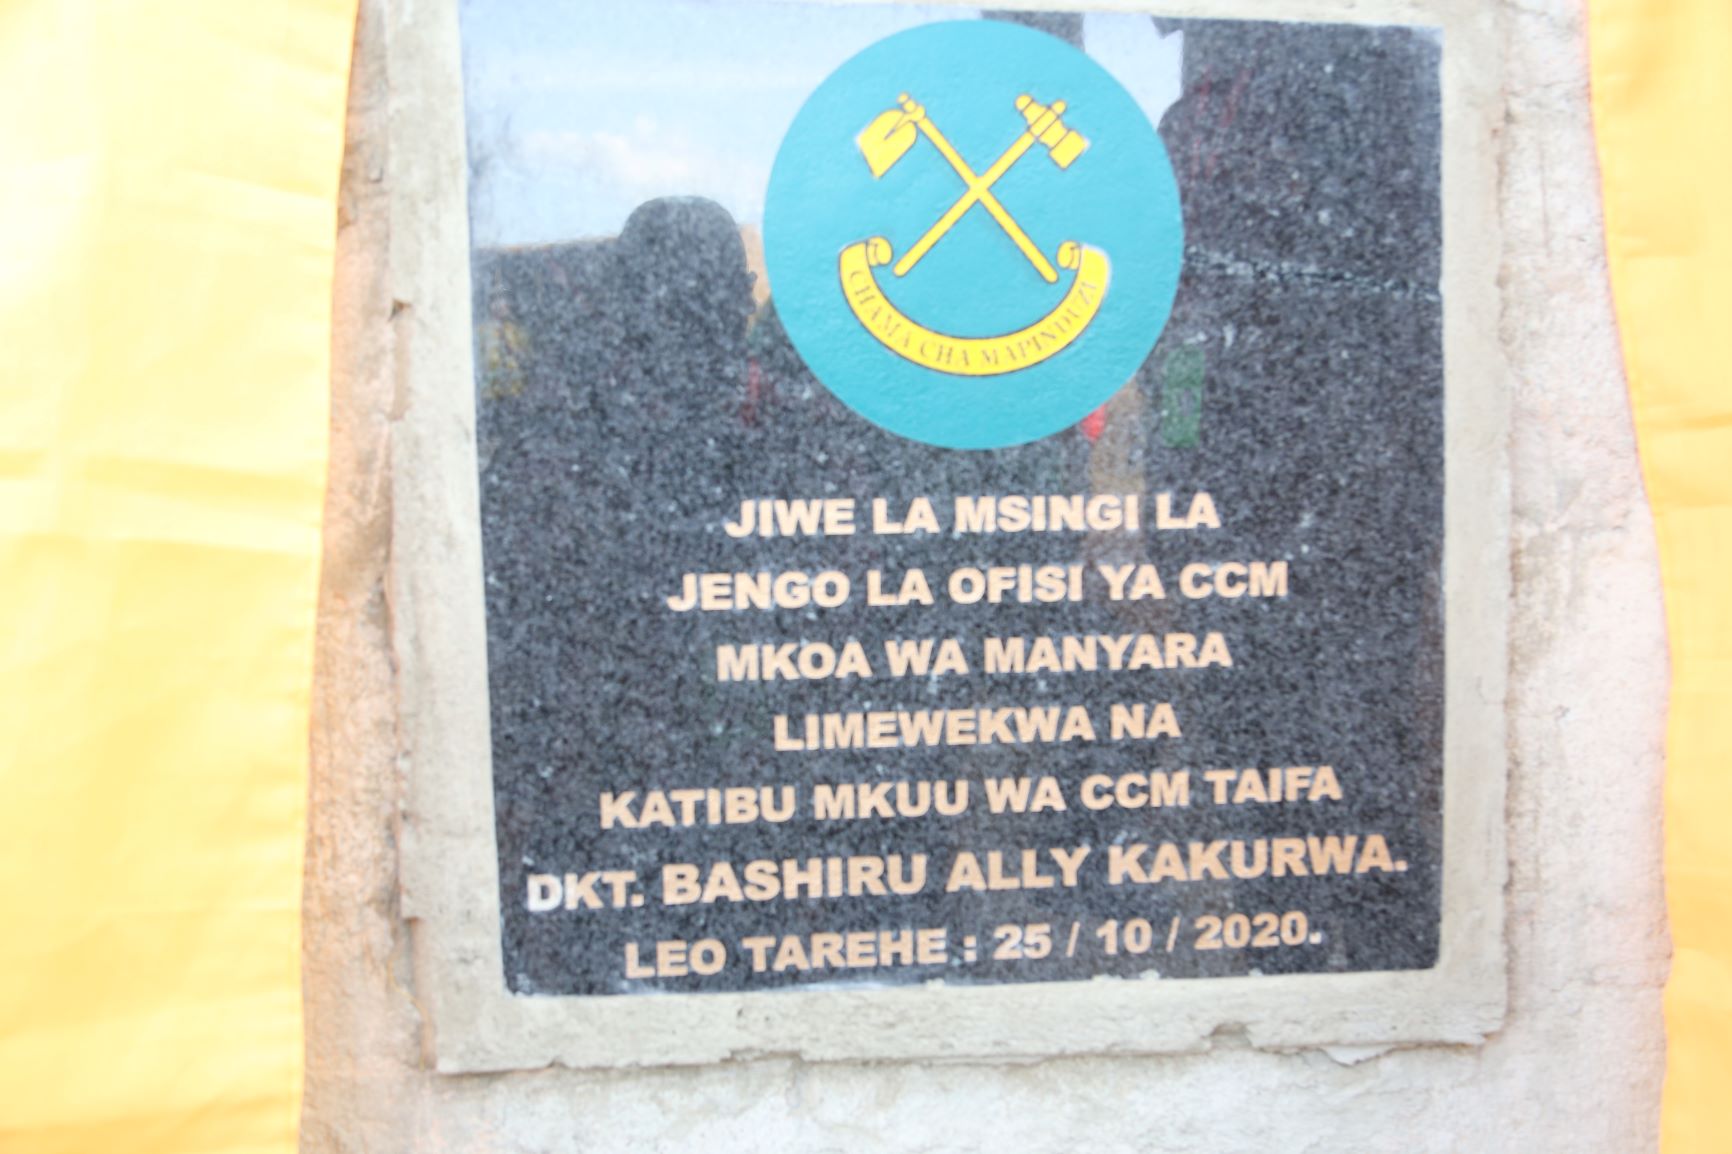 CHAMA CHA MAPINDUZI
JIWE LA MSINGI LA
JENGO LA OFISI YA CCM
MKOA WA MANYARA
LIMEWEKWA NA
KATIBU MKUU WA CCM TAIFA
DKT. BASHIRU ALLY KAKURWA.
LEO TAREHE : 25 / 10 / 2020.